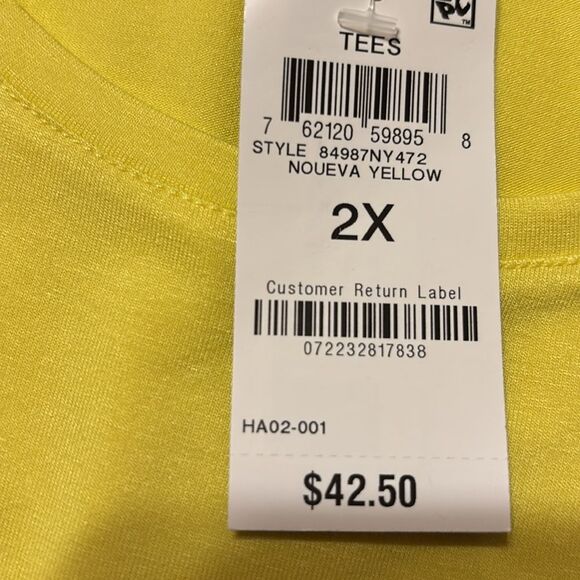 TEES
7 62120 59895 8
STYLE 84987NY472
NOUEVA YELLOW
2X
Customer Return Label
072232817838
HA02-001
$42.50